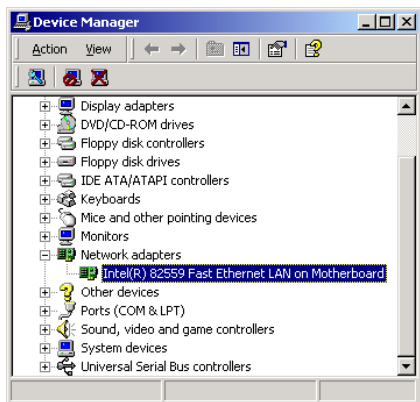 Device Manager
Action View
Display adapters
DVD/CD-ROM drives
Floppy disk controllers
Floppy disk drives
IDE ATA/ATAPI controllers
Keyboards
Mice and other pointing devices
Monitors
Network adapters
Intel(R) 82559 Fast Ethernet LAN on Motherboard
Other devices
Ports (COM & LPT)
Sound, video and game controllers
System devices
Universal Serial Bus controllers